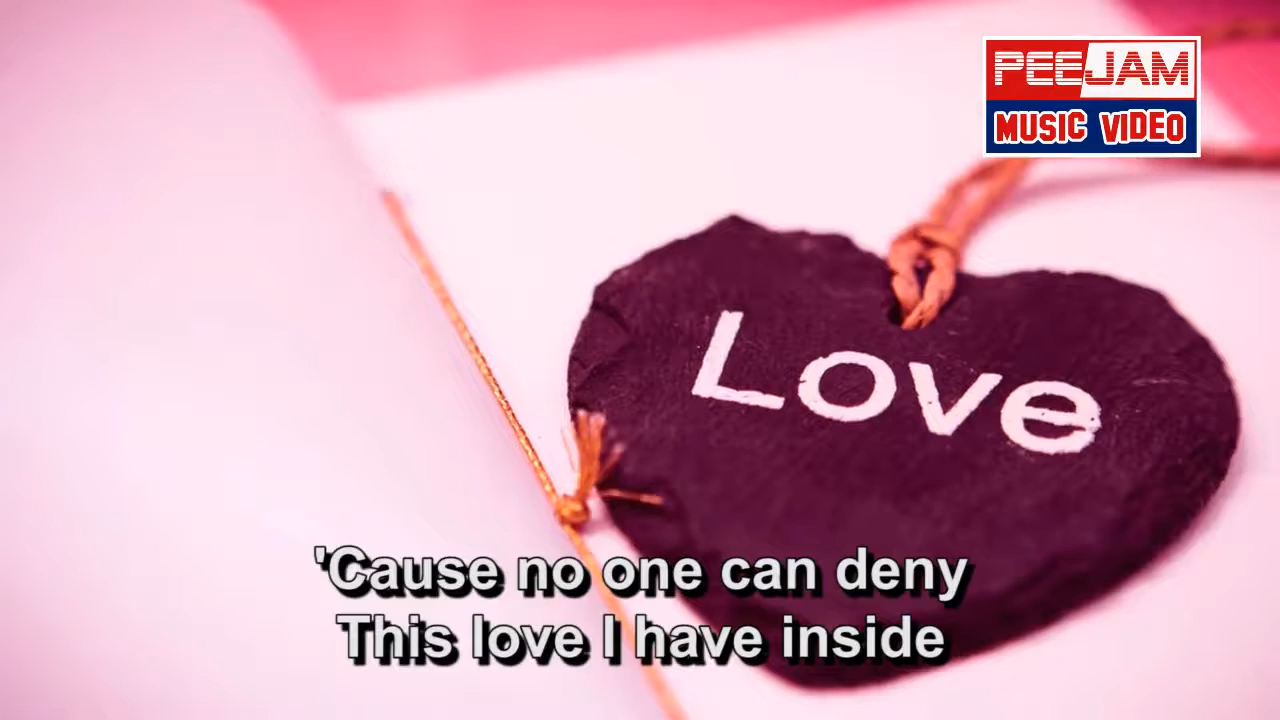 PEEJAM
MUSIC VIDEO
Love
'Cause no one can deny
This love I have inside